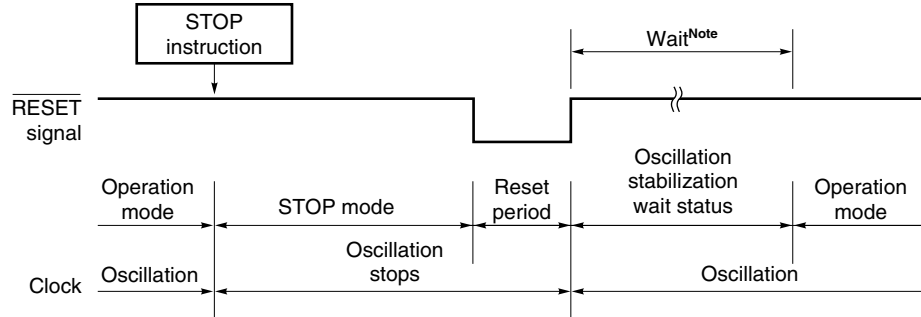 STOP
instruction
Wait^Note
RESET
signal
Operation
mode
STOP mode
Reset
period
Oscillation
stabilization
wait status
Operation
mode
Clock
Oscillation
Oscillation
stops
Oscillation